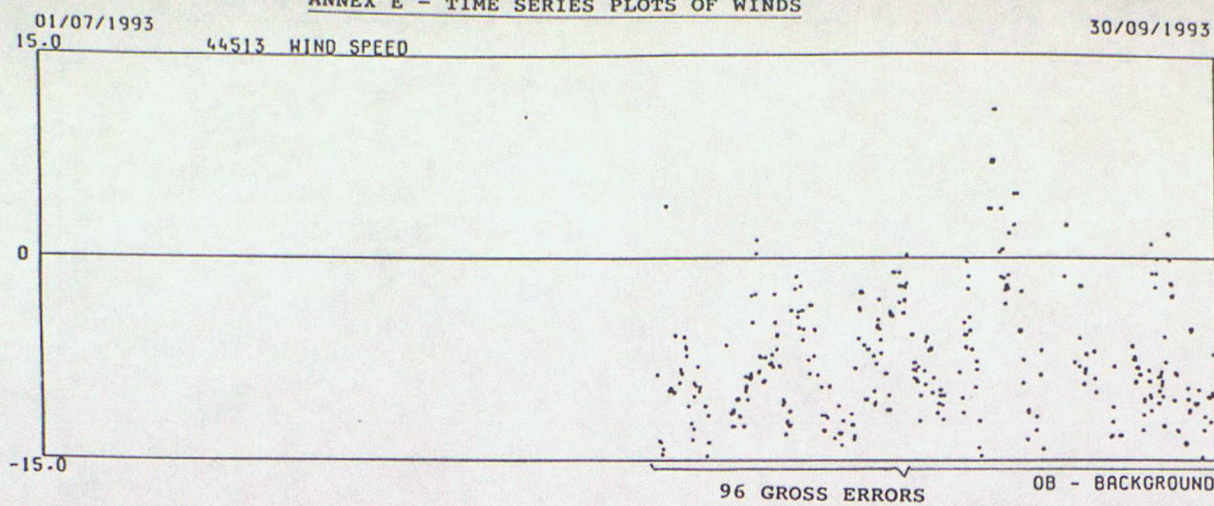 ANNEX E - TIME SERIES PLOTS OF WINDS
01/07/1993
30/09/1993
15.0
44513 WIND SPEED
0
-15.0
96 GROSS ERRORS
OB - BACKGROUND